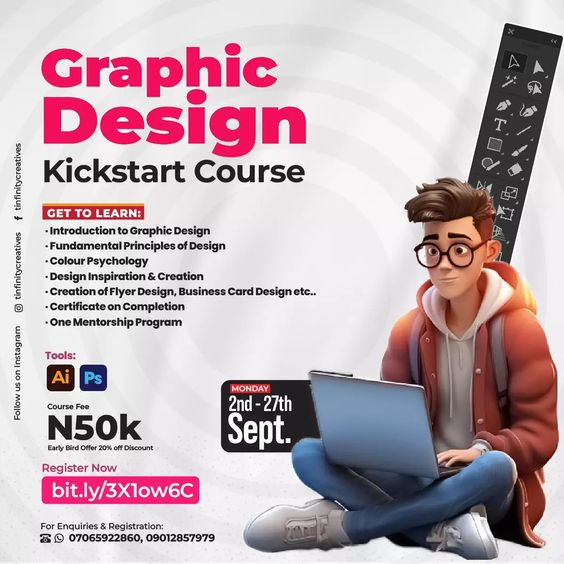 Graphic
Design
Kickstart Course
GET TO LEARN:
· Introduction to Graphic Design
· Fundamental Principles of Design
· Colour Psychology
· Design Inspiration & Creation
· Creation of Flyer Design, Business Card Design etc..
· Certificate on Completion
· One Mentorship Program
Tools:
Ai Ps
Course Fee
N50k
Early Bird Offer 20% off Discount
MONDAY
2nd - 27th
Sept.
Register Now
bit.ly/3X1ow6C
For Enquiries & Registration:
07065922860, 09012857979
Follow us on Instagram tinfinitycreatives f tinfinitycreatives
T